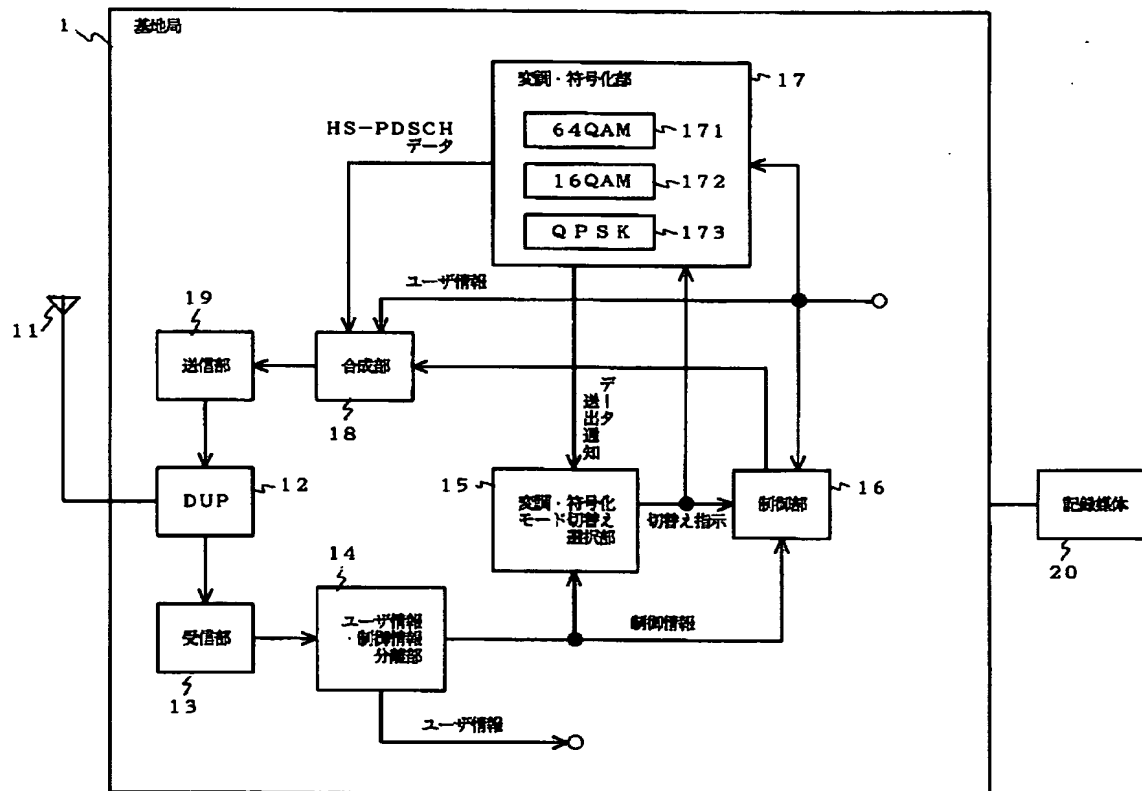 1
基地局
変調・符号化部
17
64QAM
171
16QAM
172
QPSK
173
HS-PDSCH
データ
ユーザ情報
11
19
送信部
合成部
18
データ
送出通知
DUP
12
15
変調・符号化
モード切替え
選択部
切替え指示
制御部
16
記録媒体
20
14
ユーザ情報
・制御情報
分離部
制御情報
受信部
13
ユーザ情報